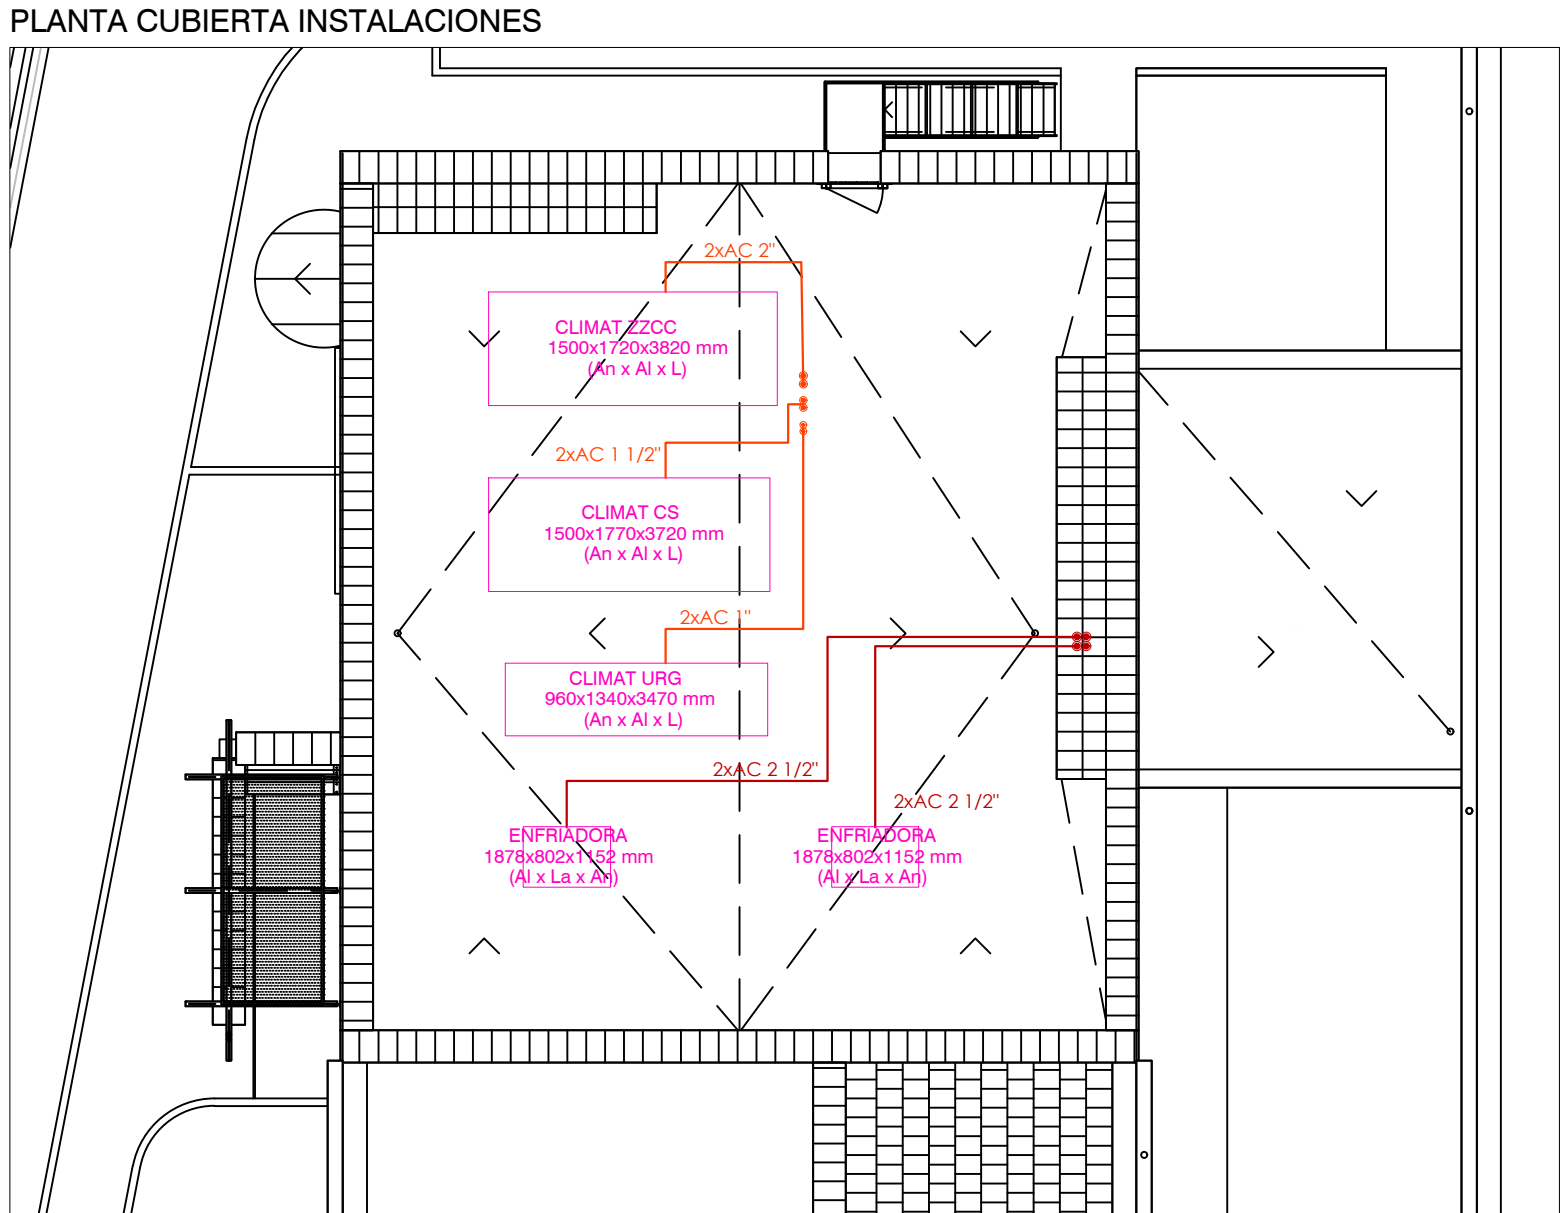 PLANTA CUBIERTA INSTALACIONES
2xAC 2"
CLIMAT ZZCC
1500x1720x3820 mm
(An x Al x L)
2xAC 1 1/2"
CLIMAT CS
1500x1770x3720 mm
(An x Al x L)
2xAC 1"
CLIMAT URG
960x1340x3470 mm
(An x Al x L)
2xAC 2 1/2"
2xAC 2 1/2"
ENFRIADORA
1878x802x1152 mm
(Al x La x An)
ENFRIADORA
1878x802x1152 mm
(Al x La x An)